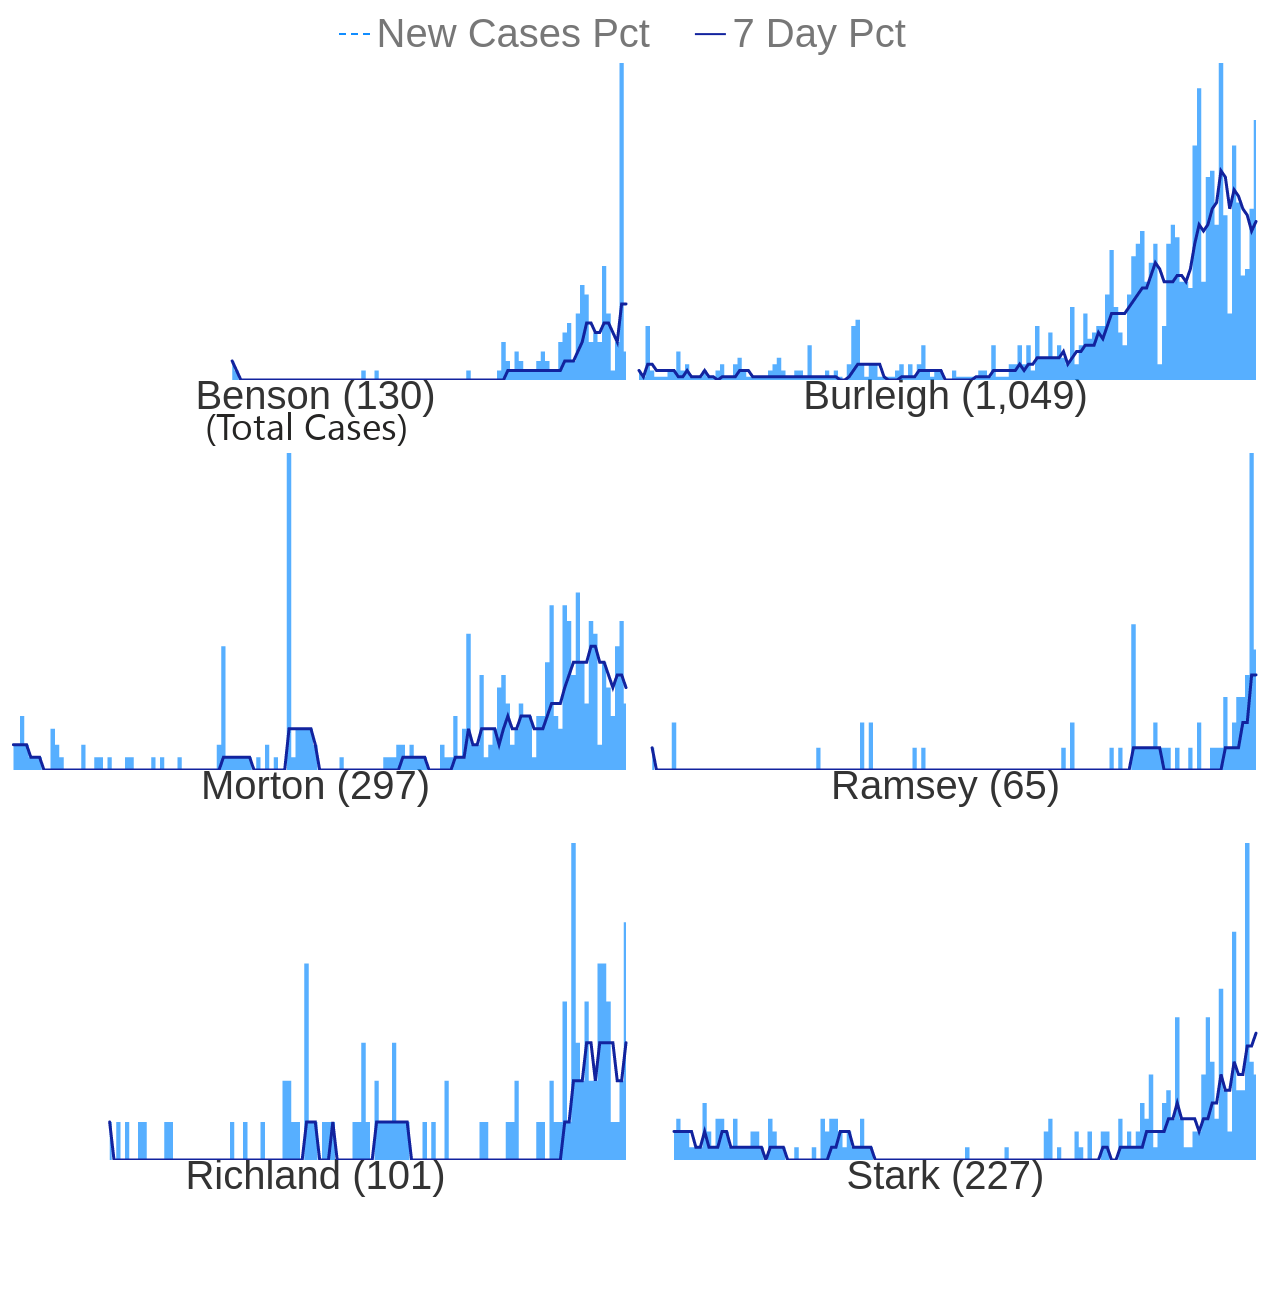 New Cases Pct 7 Day Pct
Benson (130) Burleigh (1,049)
(Total Cases)
Morton (297) Ramsey (65)
Richland (101) Stark (227)